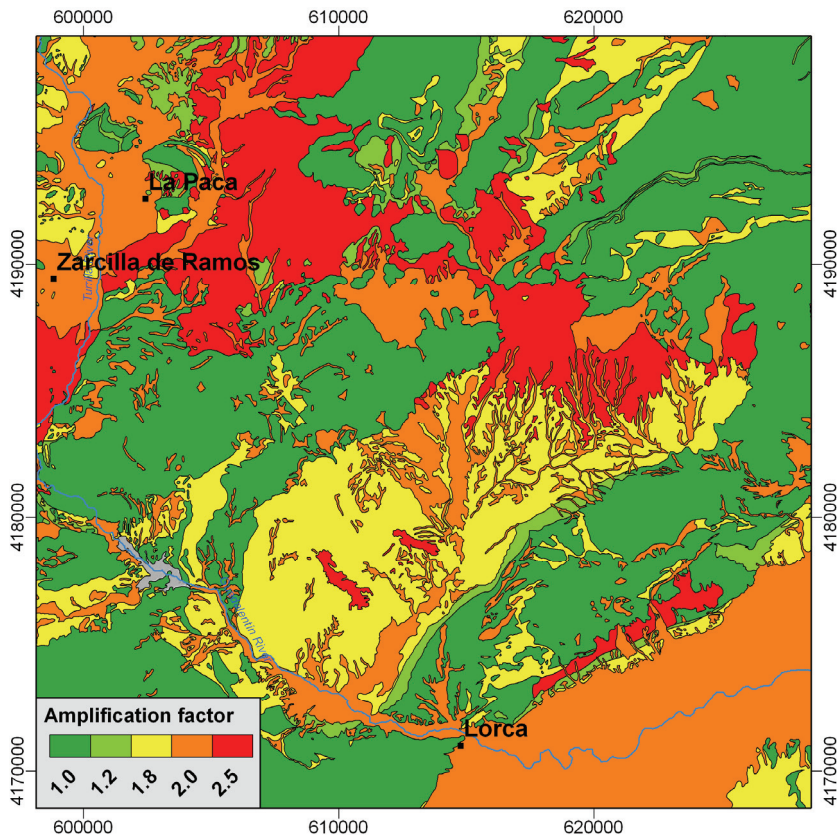 600000 610000 620000
La Paca
4190000 4190000
Zarcilla de Ramos
4180000 4180000
Lorca
Amplification factor
1.0 1.2 1.8 2.0 2.5
4170000 4170000
600000 610000 620000